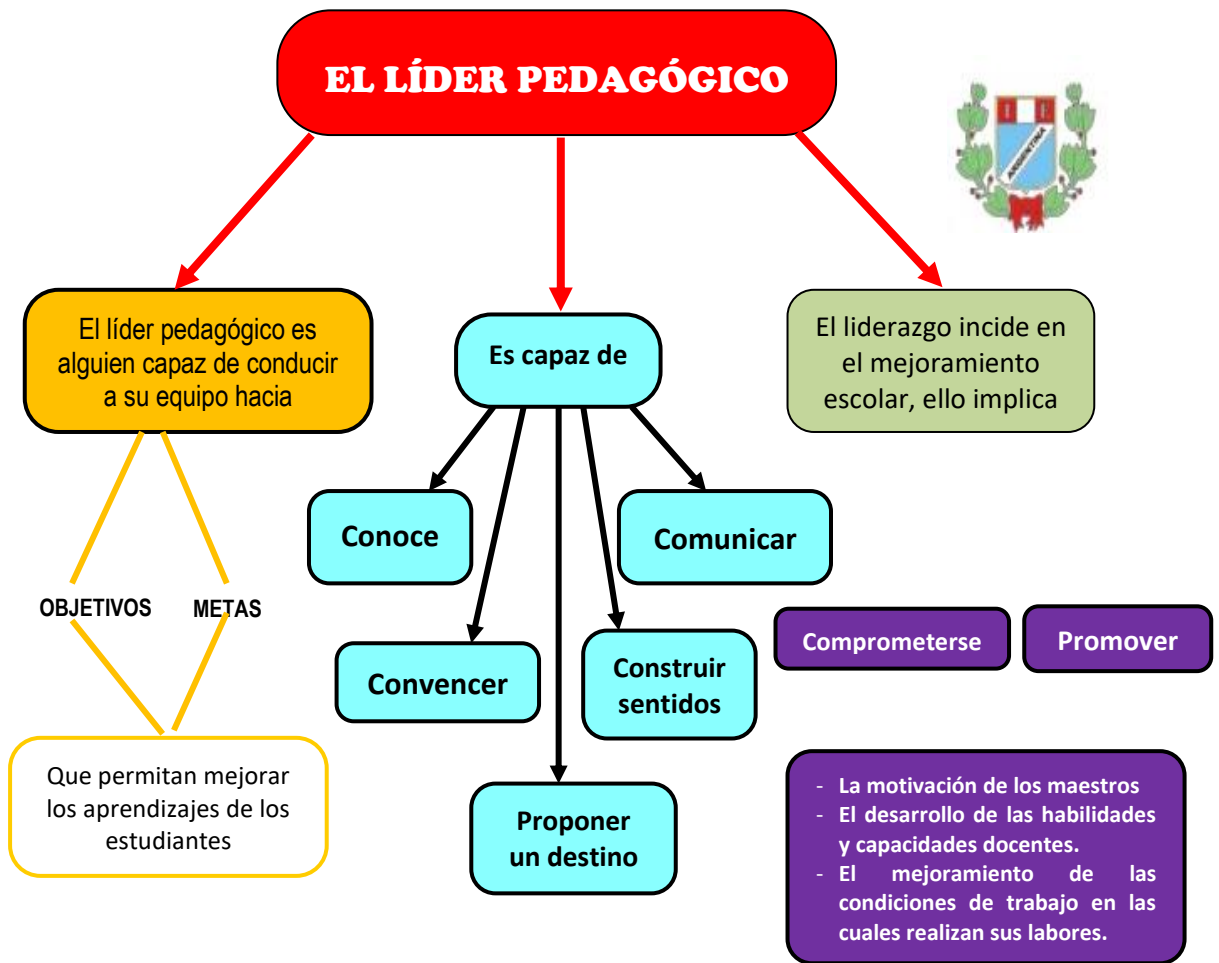 EL LÍDER PEDAGÓGICO
ARGENTINA
El líder pedagógico es
alguien capaz de conducir
a su equipo hacia
Es capaz de
El liderazgo incide en
el mejoramiento
escolar, ello implica
Conoce
Comunicar
OBJETIVOS
METAS
Comprometerse
Promover
Convencer
Construir
sentidos
Que permitan mejorar
los aprendizajes de los
estudiantes
Proponer
un destino
- La motivación de los maestros
- El desarrollo de las habilidades
y capacidades docentes.
- El mejoramiento de las
condiciones de trabajo en las
cuales realizan sus labores.